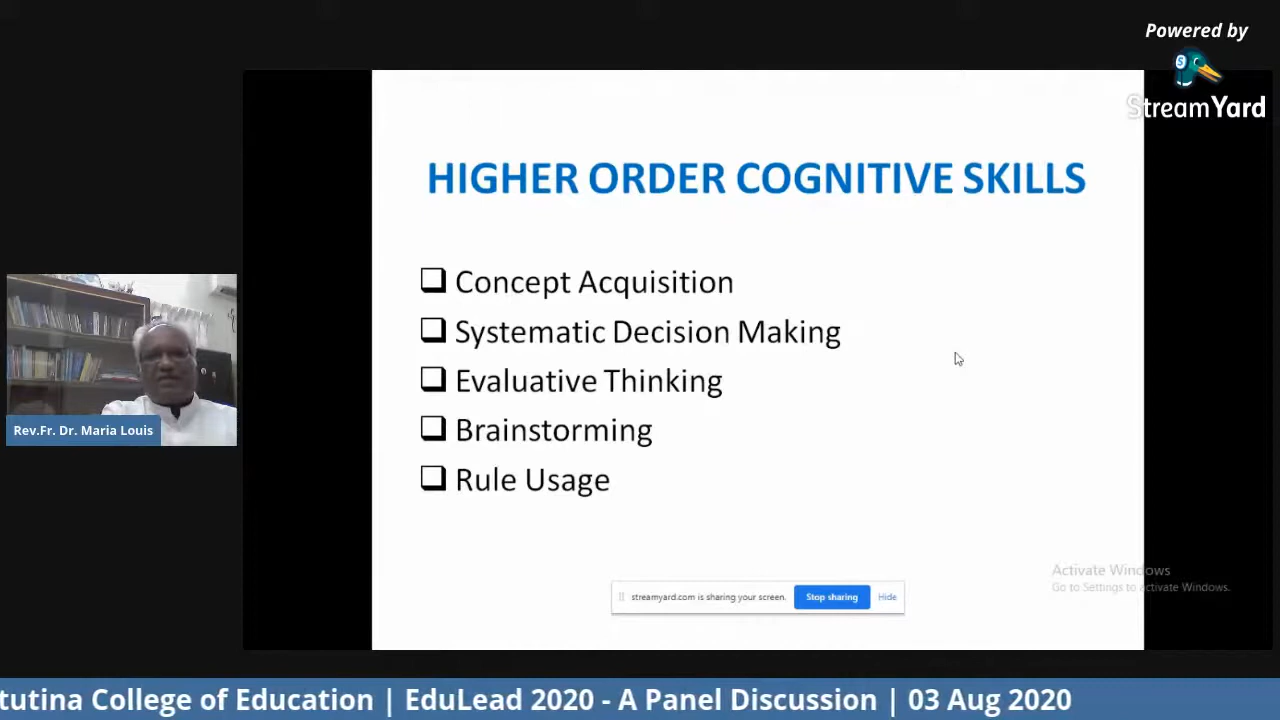 Powered by
StreamYard
HIGHER ORDER COGNITIVE SKILLS
Concept Acquisition
Systematic Decision Making
Evaluative Thinking
Brainstorming
Rule Usage
Rev.Fr. Dr. Maria Louis
Activate Windows
Go to Settings to activate Windows.
streamyard.com is sharing your screen. Stop sharing Hide
tutina College of Education | EduLead 2020 - A Panel Discussion | 03 Aug 2020